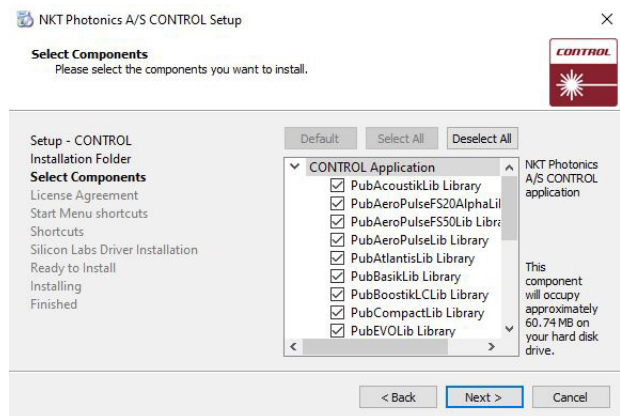 NKT Photonics A/S CONTROL Setup
Select Components
Please select the components you want to install.
CONTROL
Setup - CONTROL
Installation Folder
Select Components
License Agreement
Start Menu shortcuts
Shortcuts
Silicon Labs Driver Installation
Ready to Install
Installing
Finished
Default
Select All
Deselect All
CONTROL Application
PubAcoustikLib Library
PubAeroPulseFS20AlphaLil
PubAeroPulseFS50Lib Libra
PubAeroPulseLib Library
PubAtlantisLib Library
PubBasikLib Library
PubBoostikLCLib Library
PubCompactLib Library
PubEVOLib Library
NKT Photonics
A/S CONTROL
application
This
component
will occupy
approximately
60.74 MB on
your hard disk
drive.
< Back
Next >
Cancel